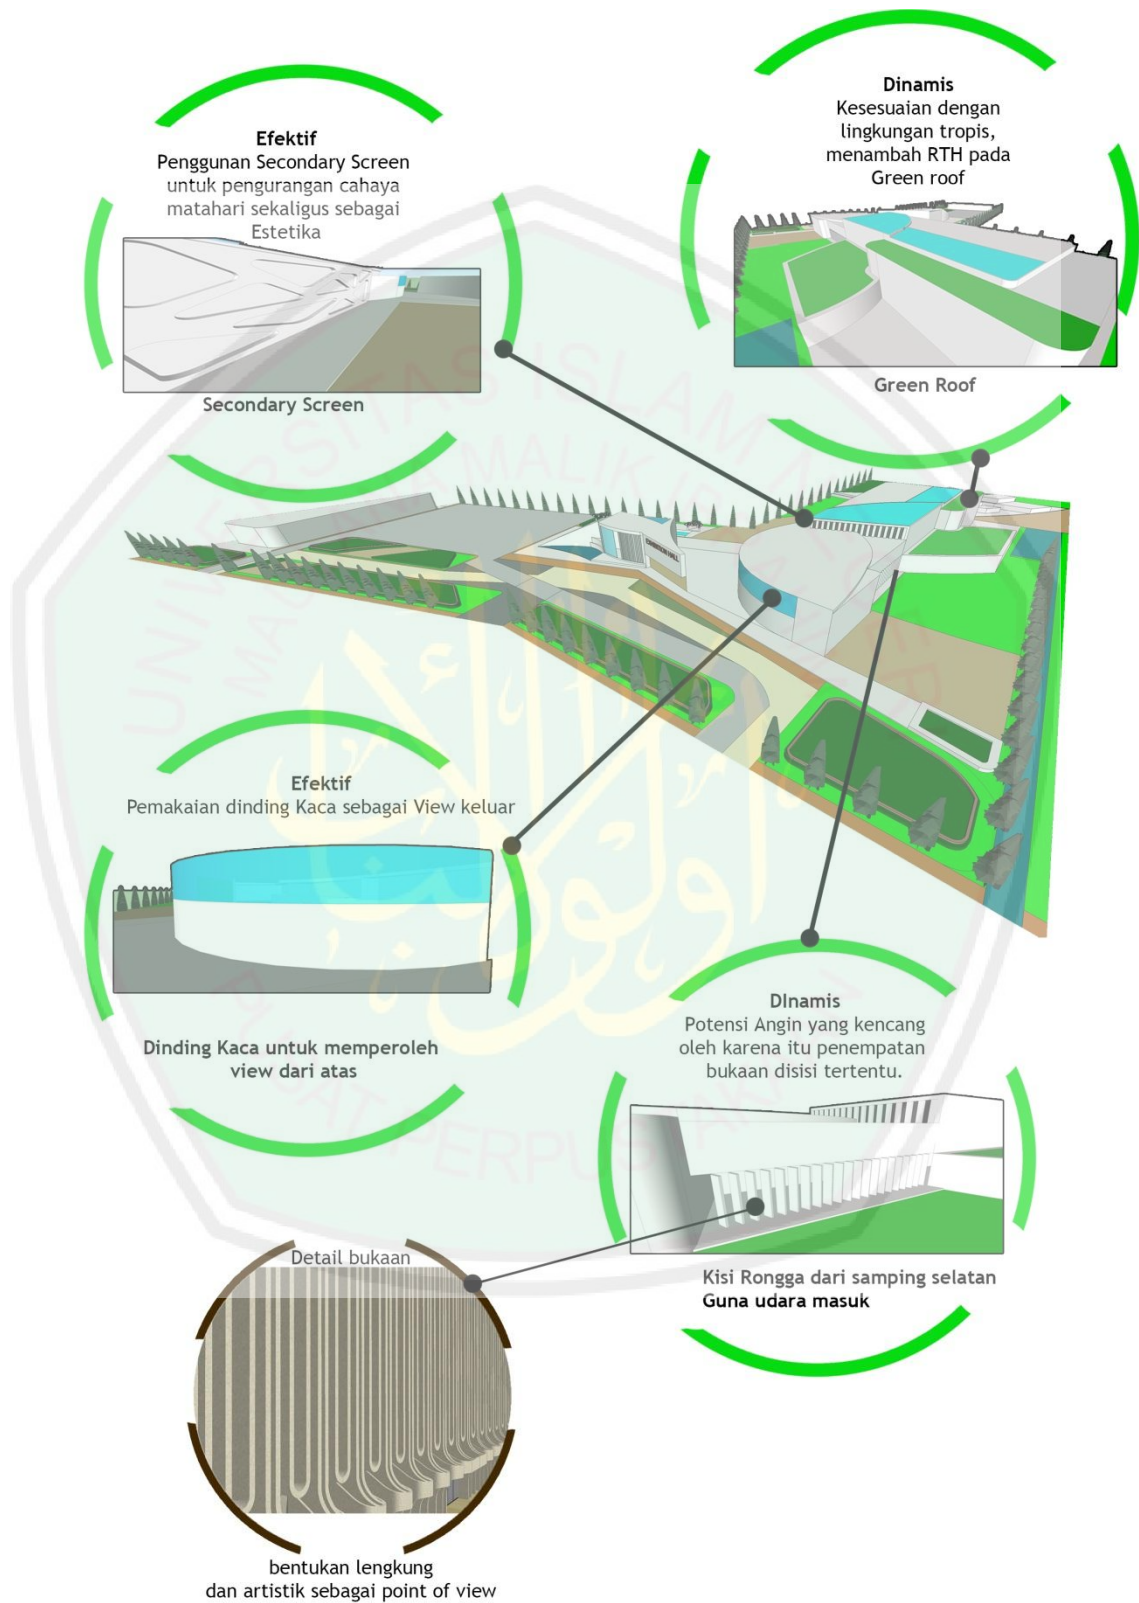 Efektif
Penggunan Secondary Screen
untuk pengurangan cahaya
matahari sekaligus sebagai
Estetika
Secondary Screen
Dinamis
Kesesuaian dengan
lingkungan tropis,
menambah RTH pada
Green roof
Green Roof
Efektif
Pemakaian dinding Kaca sebagai View keluar
Dinding Kaca untuk memperoleh
view dari atas
DInamis
Potensi Angin yang kencang
oleh karena itu penempatan
bukaan disisi tertentu.
Kisi Rongga dari samping selatan
Guna udara masuk
Detail bukaan
bentukan lengkung
dan artistik sebagai point of view